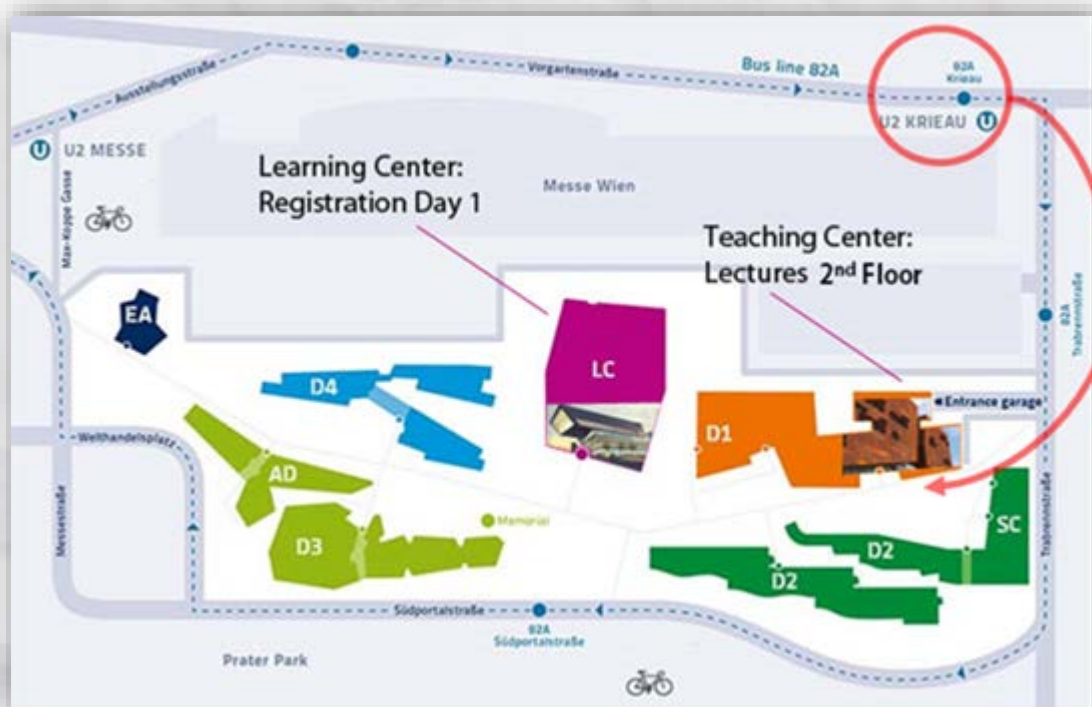 Bus line 82A
82A
Krieau
Vorgartenstraße
Ausstellungsstraße
U2 KRIEAU U
U U2 MESSE
Learning Center:
Registration Day 1
Messe Wien
Max-Koppe Gasse
Teaching Center:
Lectures 2nd Floor
82A
Trabrennstraße
EA
LC
D4
Entrance garage
D1
Welthandelsplatz
AD
Memorial
SC
D3
D2
D2
Messestraße
Trabrennstraße
Südportalstraße
82A
Südportalstraße
Prater Park